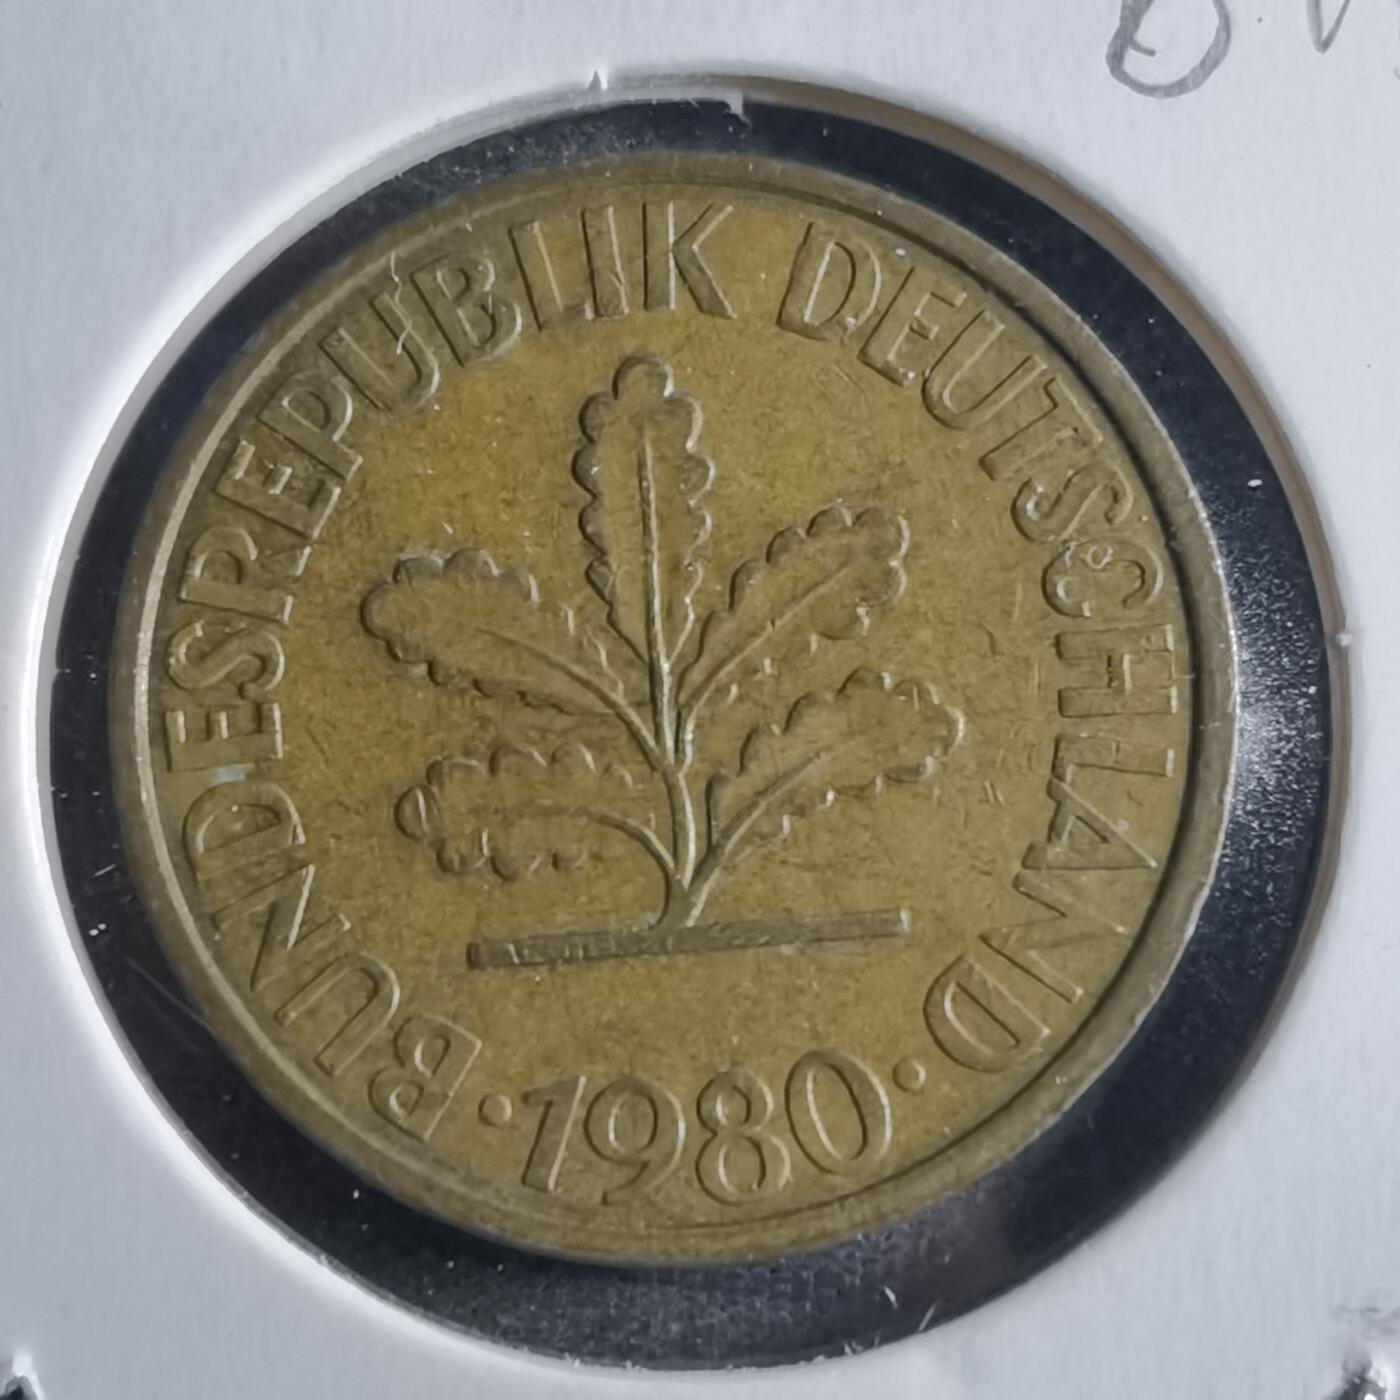 BUNDESREPUBLIK DEUTSCHLAND
· 1980 ·